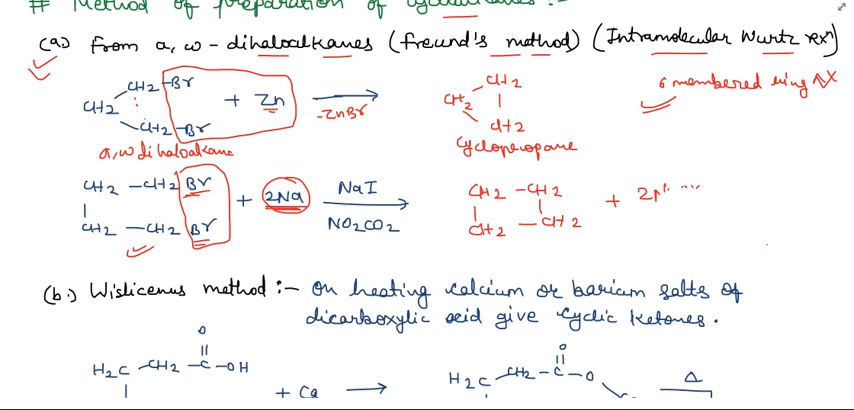 # Method of preparation of cycloalkanes :-
(a) from α, ω - dihaloalkanes (freund's method) (Intramolecular Wurtz rxn)
6 membered ring
CH2 - Br
CH2 + Zn → CH2 - CH2
CH2 - Br -ZnBr CH2
α, ω dihaloalkane cyclopropane
CH2 - CH2 Br + 2Na NaI CH2 - CH2 +
CH2 - CH2 Br NO2CO2 CH2 - CH2
(b.) Wislicenus method :- On heating calcium or barium salts of
dicarboxylic acid give cyclic ketones.
O O
H2C - CH2 - C - OH + Ca → H2C - CH2 - C - O Δ